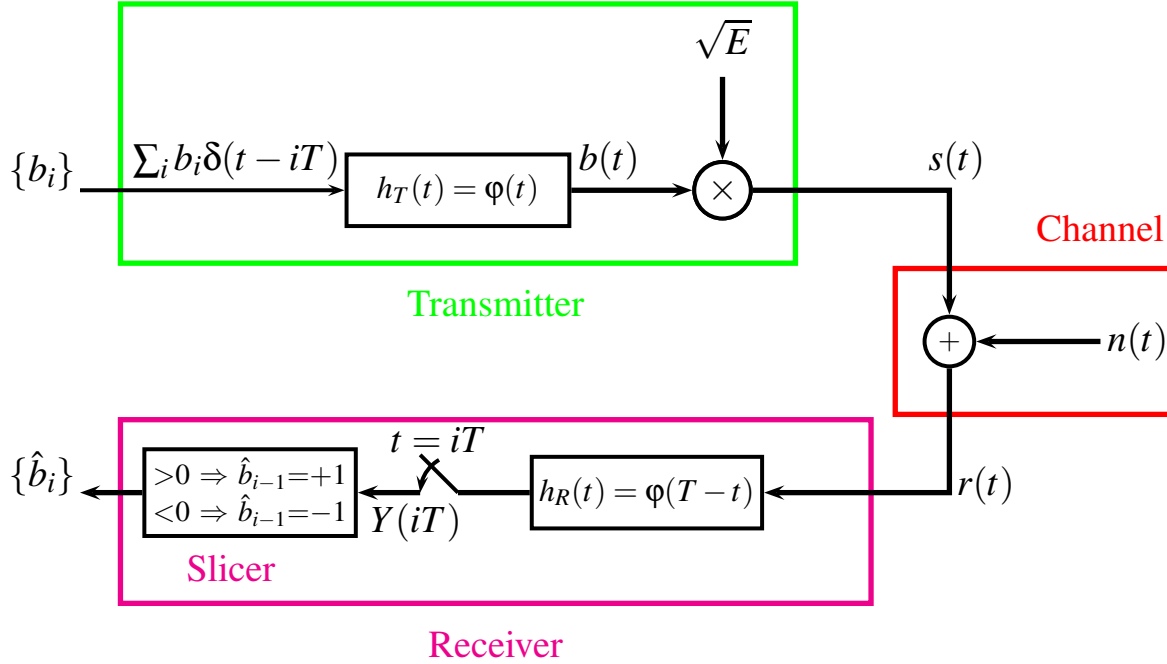 √E
{b_i}
∑_i b_i δ(t − iT)
h_T(t) = φ(t)
b(t)
×
s(t)
Transmitter
Channel
+
n(t)
{b̂_i}
>0 ⇒ b̂_{i−1}=+1
<0 ⇒ b̂_{i−1}=−1
t = iT
Y(iT)
h_R(t) = φ(T − t)
r(t)
Slicer
Receiver